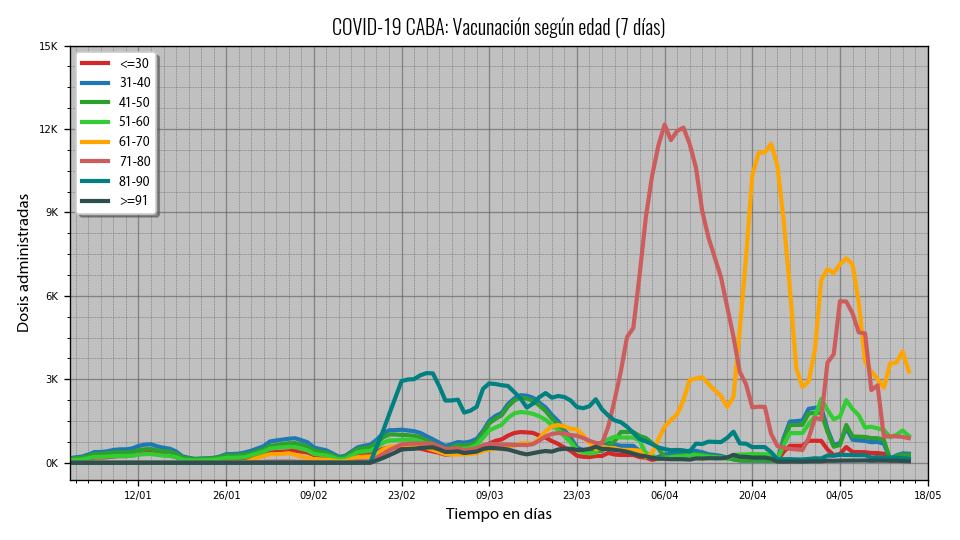 COVID-19 CABA: Vacunación según edad (7 días)
15K
12K
9K
6K
3K
0K
Dosis administradas
<=30
31-40
41-50
51-60
61-70
71-80
81-90
>=91
12/01
26/01
09/02
23/02
09/03
23/03
06/04
20/04
04/05
18/05
Tiempo en días